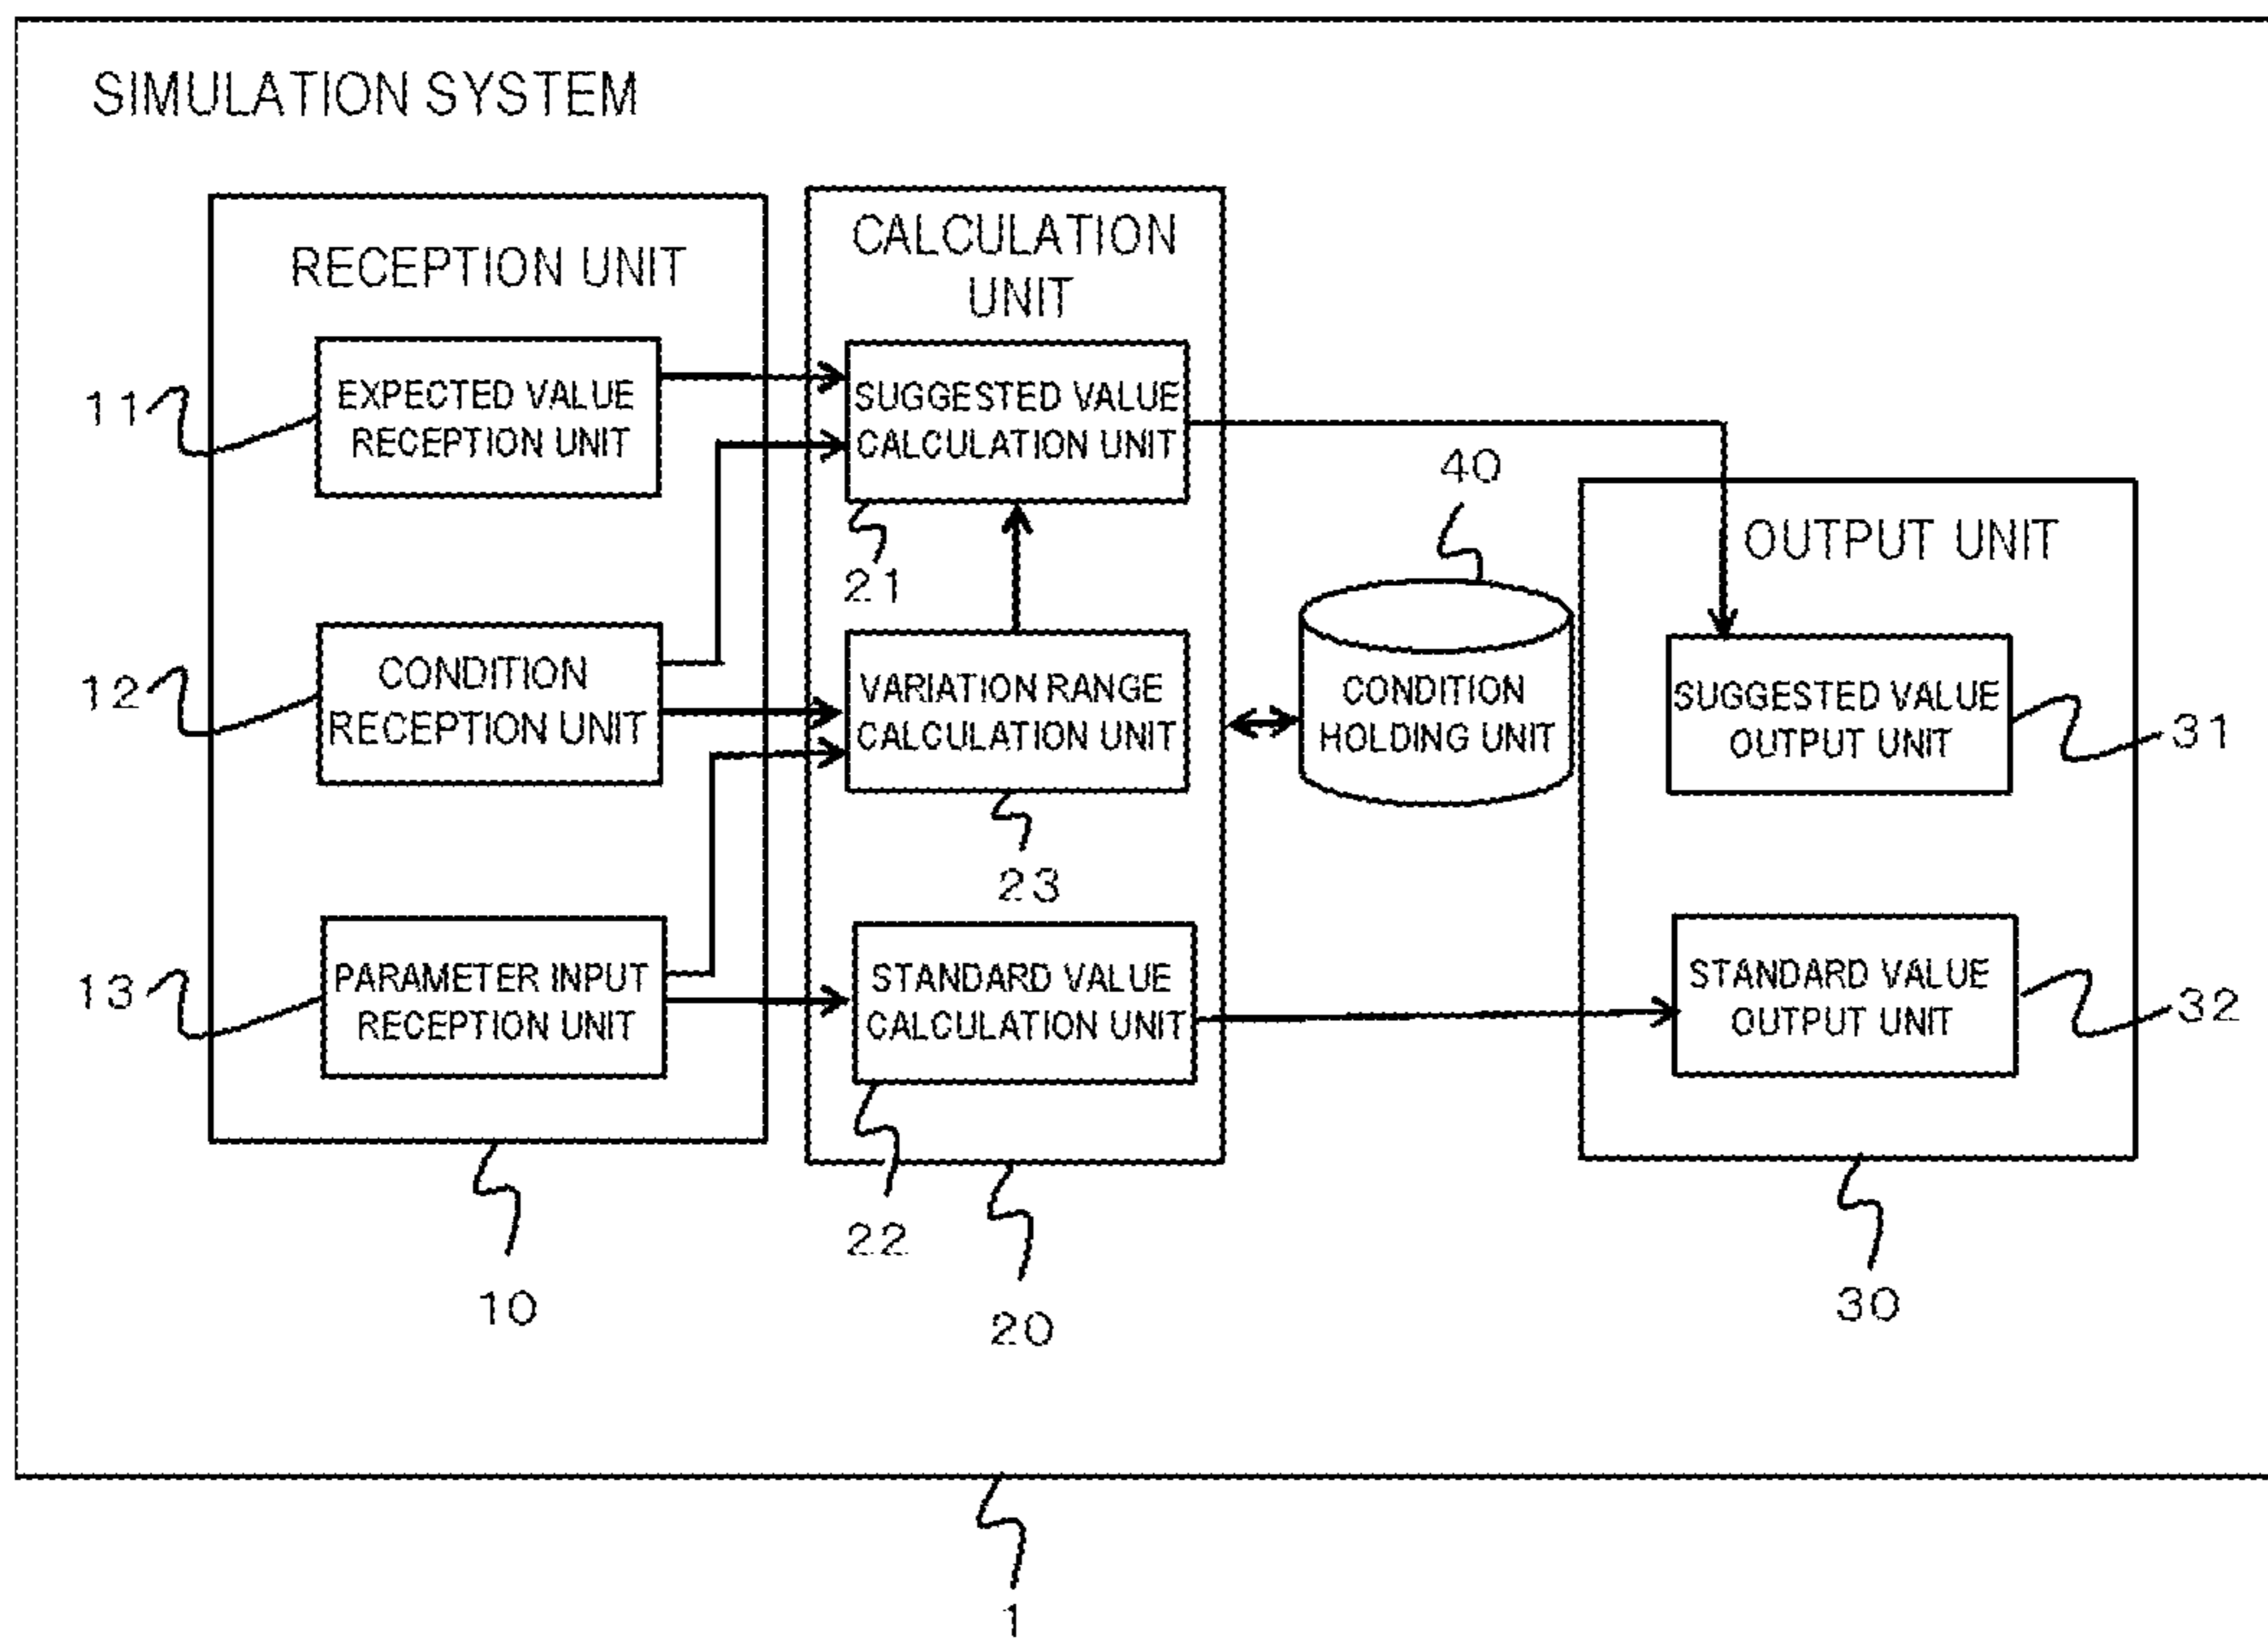 SIMULATION SYSTEM
RECEPTION UNIT
EXPECTED VALUE
RECEPTION UNIT
11
CONDITION
RECEPTION UNIT
12
PARAMETER INPUT
RECEPTION UNIT
13
10
CALCULATION
UNIT
SUGGESTED VALUE
CALCULATION UNIT
21
VARIATION RANGE
CALCULATION UNIT
23
STANDARD VALUE
CALCULATION UNIT
22
20
40
CONDITION
HOLDING UNIT
OUTPUT UNIT
SUGGESTED VALUE
OUTPUT UNIT
31
STANDARD VALUE
OUTPUT UNIT
32
30
1